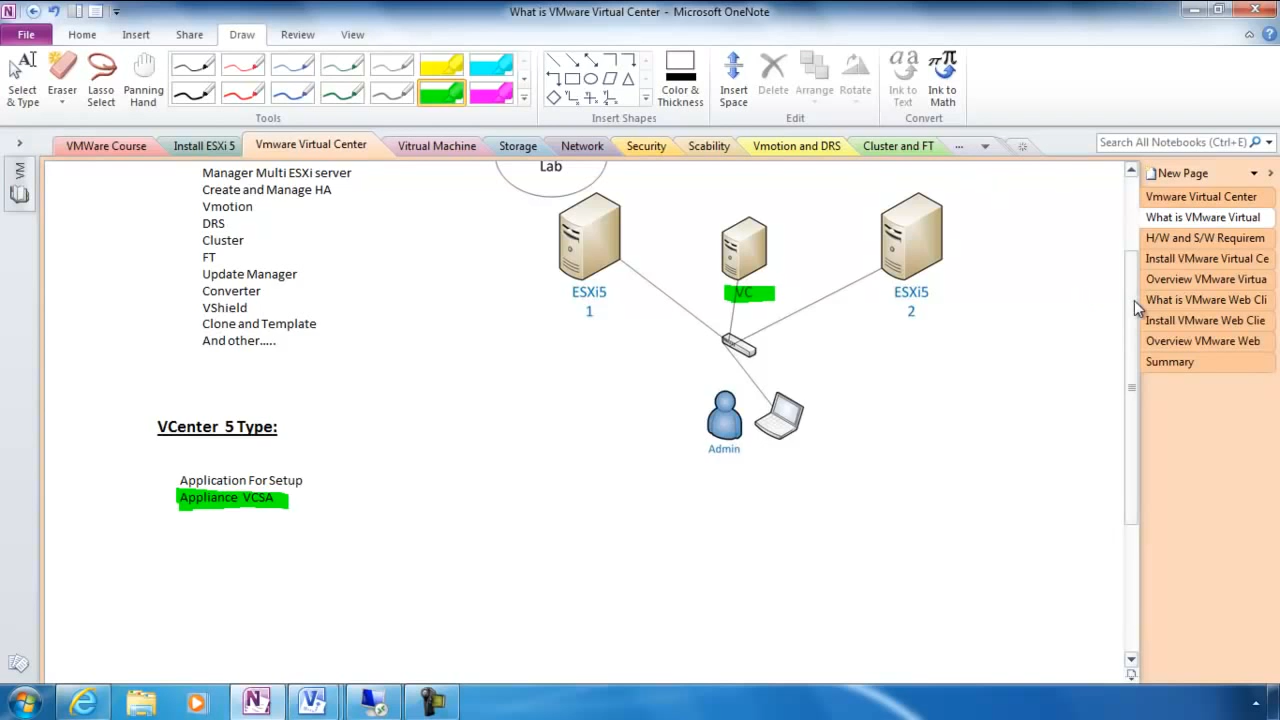 What is VMware Virtual Center - Microsoft OneNote
File
Home
Insert
Share
Draw
Review
View
Select & Type
Eraser
Lasso Select
Panning Hand
Color & Thickness
Insert Space
Delete
Arrange
Rotate
Ink to Text
Ink to Math
Tools
Insert Shapes
Edit
Convert
VMWare Course
Install ESXi 5
Vmware Virtual Center
Vitrual Machine
Storage
Network
Security
Scability
Vmotion and DRS
Cluster and FT
...
Search All Notebooks (Ctrl+E)
VM
Manager Multi ESXi server
Create and Manage HA
Vmotion
DRS
Cluster
FT
Update Manager
Converter
VShield
Clone and Template
And other.....
Lab
ESXi5
1
VC
ESXi5
2
Admin
VCenter 5 Type:
Application For Setup
Appliance VCSA
New Page
Vmware Virtual Center
What is VMware Virtual
H/W and S/W Requirem
Install VMware Virtual Ce
Overview VMware Virtua
What is VMware Web Cli
Install VMware Web Clie
Overview VMware Web
Summary